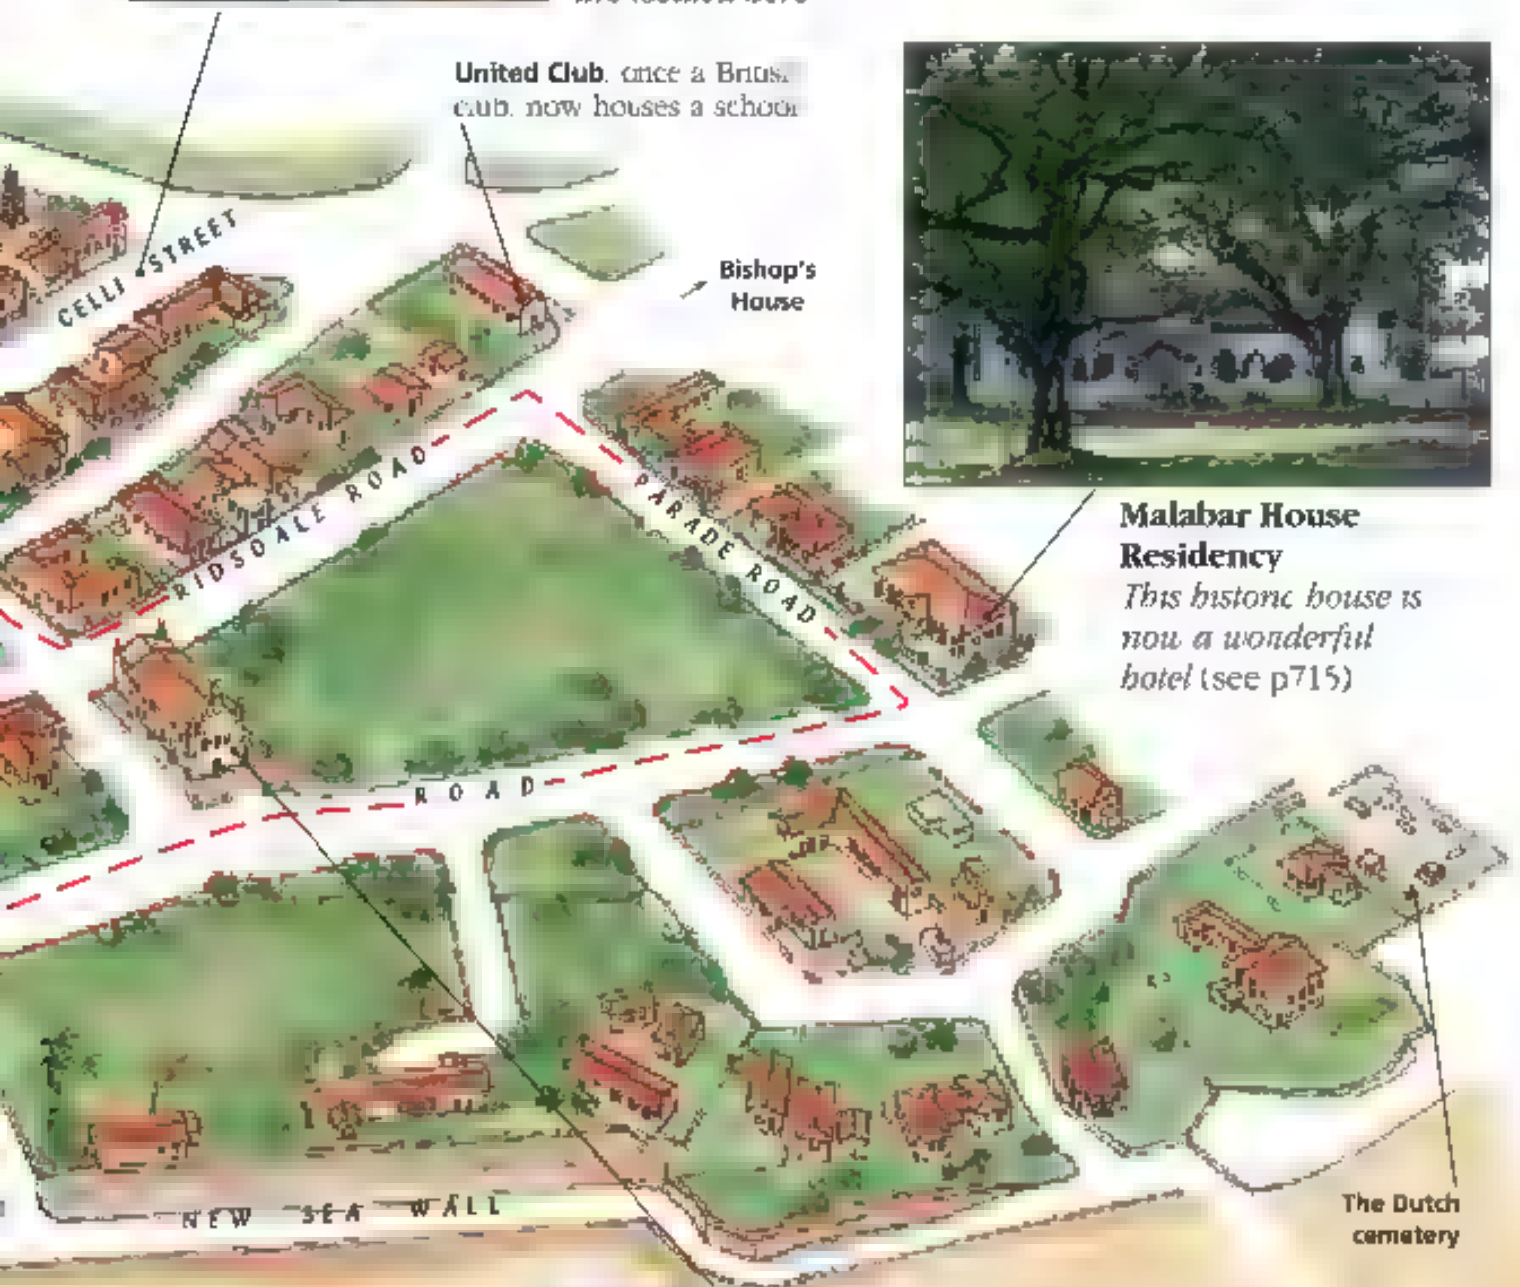 United Club, once a British
club, now houses a school
CELLI STREET
Bishop's
House
RIDSDALE ROAD
PARADE ROAD
Malabar House
Residency
This historic house is
now a wonderful
hotel (see p715)
ROAD
NEW SEA WALL
The Dutch
cemetery